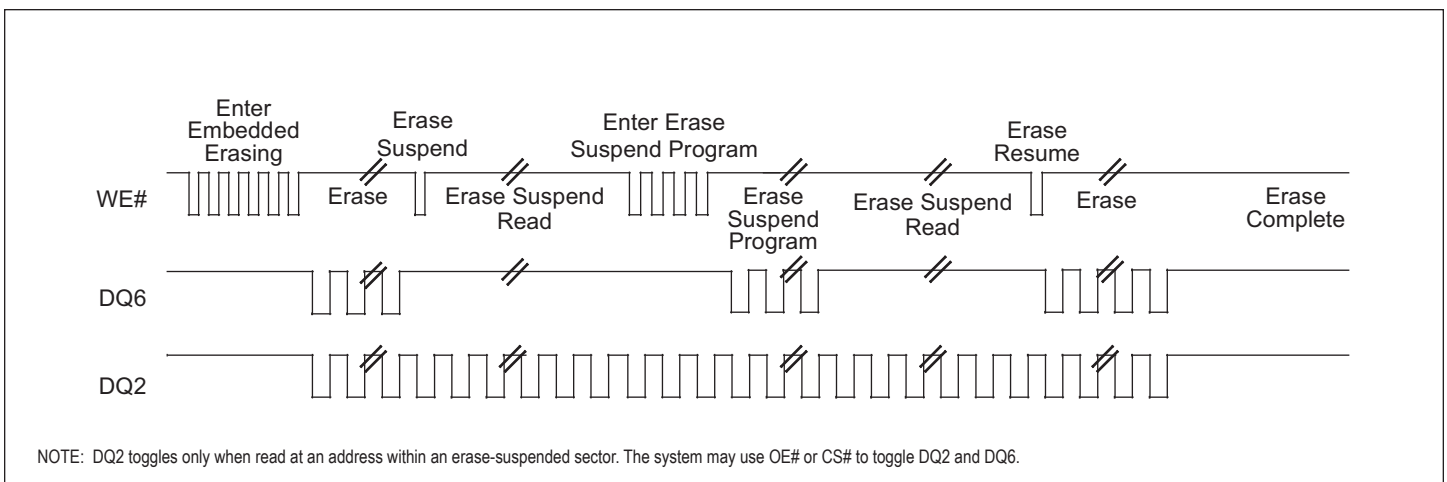 Enter
Embedded
Erasing
Erase
Suspend
Enter Erase
Suspend Program
Erase
Resume
WE#
Erase
Erase Suspend
Read
Erase
Suspend
Program
Erase Suspend
Read
Erase
Erase
Complete
DQ6
DQ2
NOTE: DQ2 toggles only when read at an address within an erase-suspended sector. The system may use OE# or CS# to toggle DQ2 and DQ6.